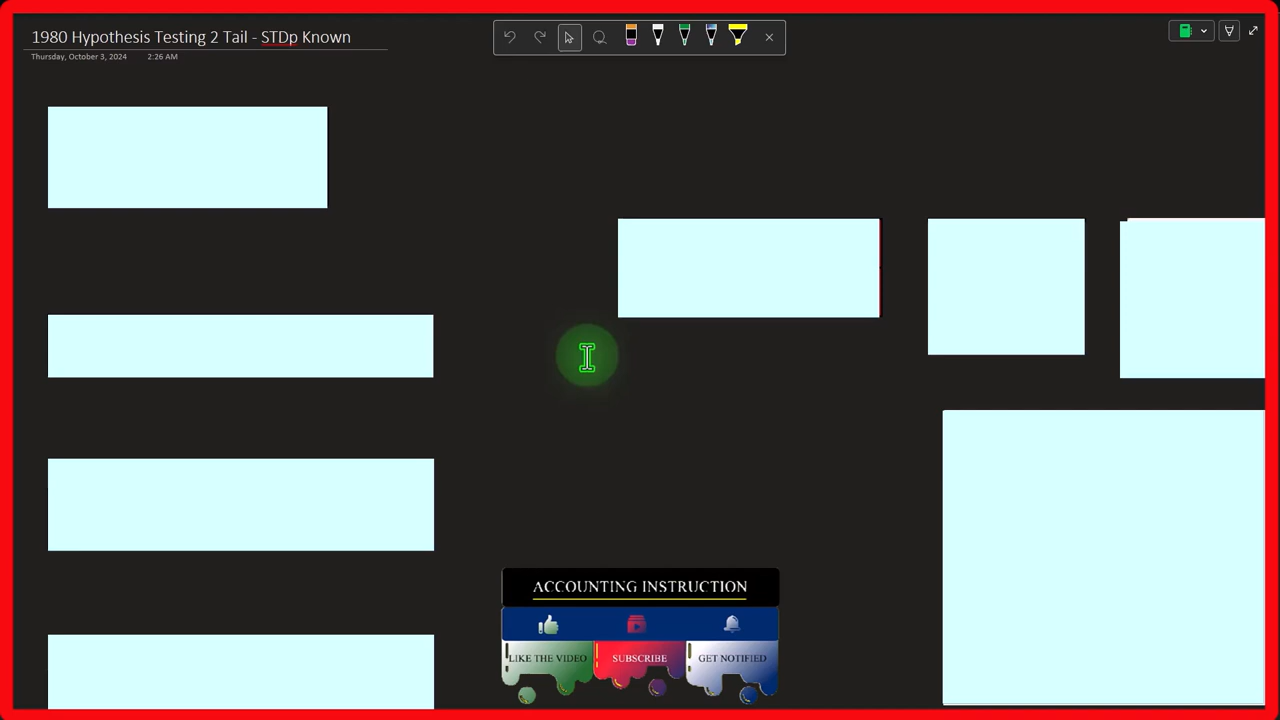 1980 Hypothesis Testing 2 Tail - STDp Known
Thursday, October 3, 2024 2:26 AM
ACCOUNTING INSTRUCTION
LIKE THE VIDEO SUBSCRIBE GET NOTIFIED